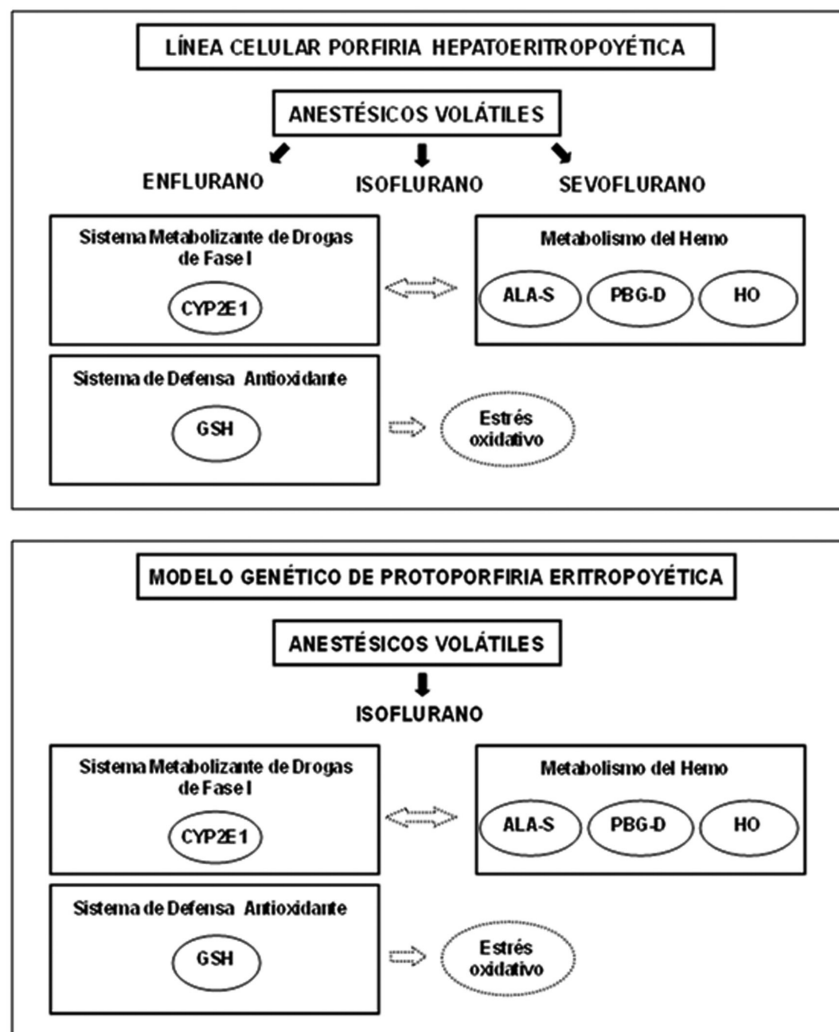 LÍNEA CELULAR PORFIRIA HEPATOERITROPOYÉTICA
ANESTÉSICOS VOLÁTILES
ENFLURANO
ISOFLURANO
SEVOFLURANO
Sistema Metabolizante de Drogas
de Fase I
CYP2E1
Metabolismo del Hemo
ALA-S
PBG-D
HO
Sistema de Defensa Antioxidante
GSH
Estrés
oxidativo
MODELO GENÉTICO DE PROTOPORFIRIA ERITROPOYÉTICA
ANESTÉSICOS VOLÁTILES
ISOFLURANO
Sistema Metabolizante de Drogas
de Fase I
CYP2E1
Metabolismo del Hemo
ALA-S
PBG-D
HO
Sistema de Defensa Antioxidante
GSH
Estrés
oxidativo